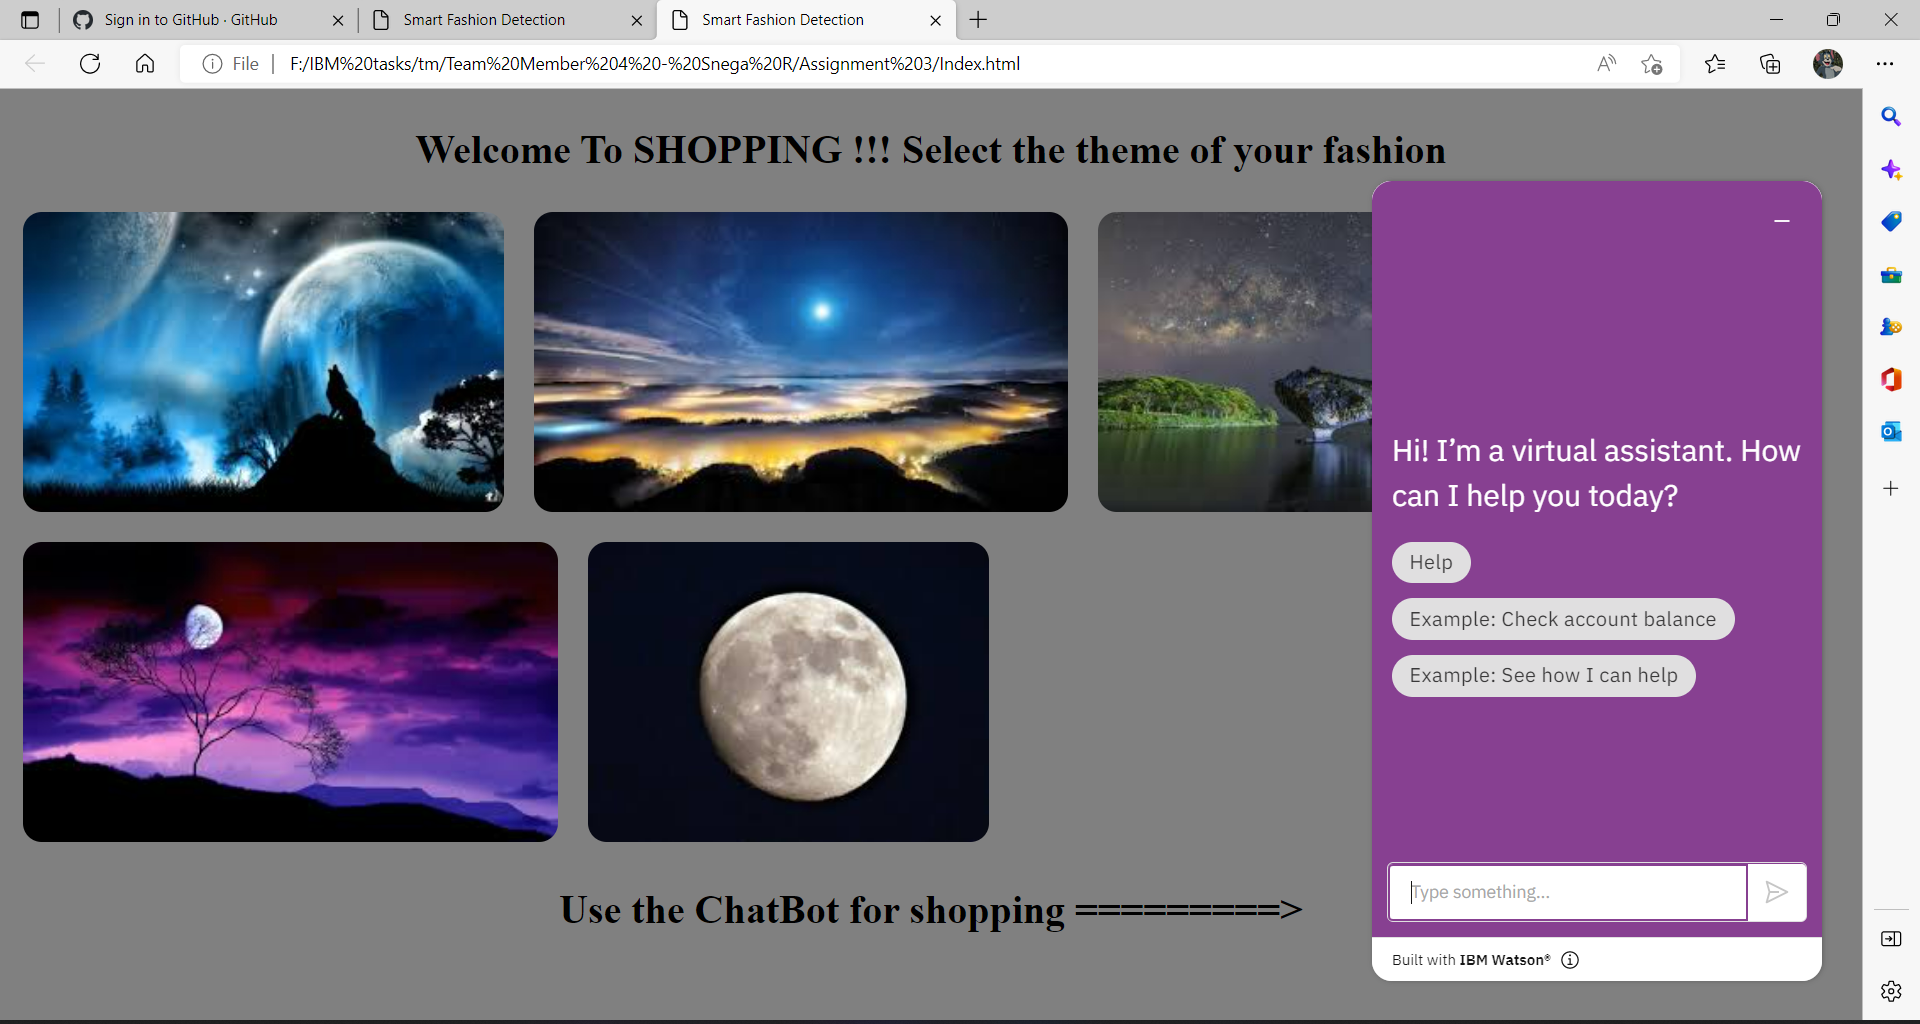 Sign in to GitHub · GitHub
Smart Fashion Detection
Smart Fashion Detection
File
F:/IBM%20tasks/tm/Team%20Member%204%20-%20Snega%20R/Assignment%203/Index.html
Welcome To SHOPPING !!! Select the theme of your fashion
Hi! I’m a virtual assistant. How
can I help you today?
Help
Example: Check account balance
Example: See how I can help
Type something...
Use the ChatBot for shopping =========>
Built with IBM Watson®